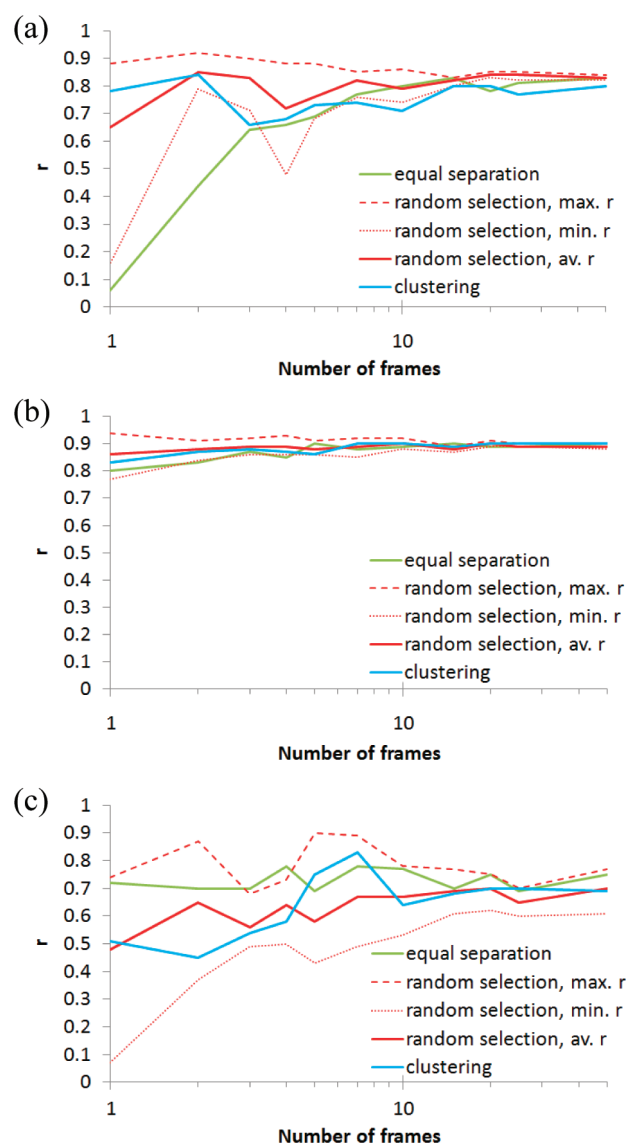 (a)
1
0.9
0.8
0.7
0.6
0.5
0.4
0.3
0.2
0.1
0
r
equal separation
random selection, max. r
random selection, min. r
random selection, av. r
clustering
1 10
Number of frames
(b)
1
0.9
0.8
0.7
0.6
0.5
0.4
0.3
0.2
0.1
0
r
equal separation
random selection, max. r
random selection, min. r
random selection, av. r
clustering
1 10
Number of frames
(c)
1
0.9
0.8
0.7
0.6
0.5
0.4
0.3
0.2
0.1
0
r
equal separation
random selection, max. r
random selection, min. r
random selection, av. r
clustering
1 10
Number of frames